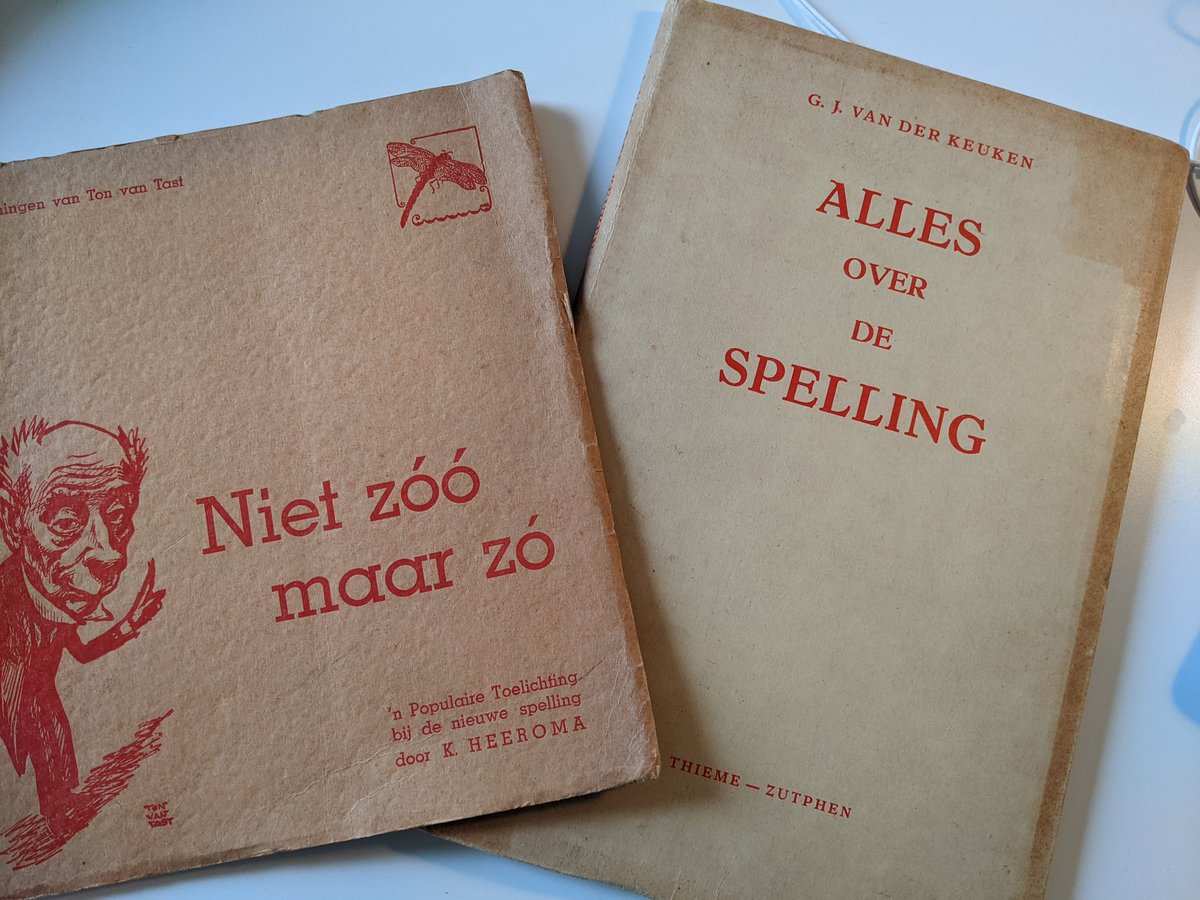 van Ton van Tast
Niet zóó
maar zó
'n Populaire Toelichting
bij de nieuwe spelling
door K. HEEROMA
TON
VAN
TAST
G. J. VAN DER KEUKEN
ALLES
OVER
DE
SPELLING
THIEME — ZUTPHEN